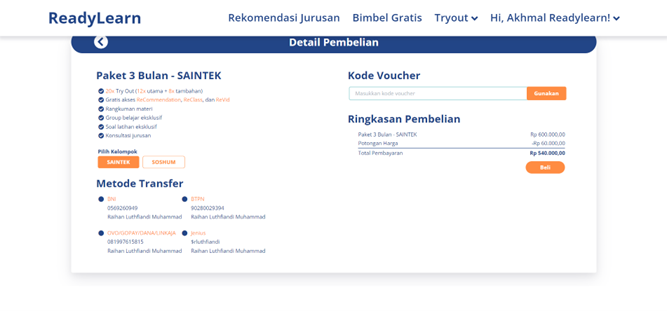 ReadyLearn
Rekomendasi Jurusan Bimbel Gratis Tryout Hi, Akhmal Readylearn!
Detail Pembelian
Paket 3 Bulan - SAINTEK
20x Try Out (12x utama + 8x tambahan)
Gratis akses ReCommendation, ReClass, dan ReVid
Rangkuman materi
Group belajar eksklusif
Soal latihan eksklusif
Konsultasi jurusan
Pilih Kelompok
SAINTEK SOSHUM
Metode Transfer
BNI
0569260949
Raihan Luthfiandi Muhammad
BTPN
90280029394
Raihan Luthfiandi Muhammad
OVO/GOPAY/DANA/LINKAJA
081997615815
Raihan Luthfiandi Muhammad
Jenius
$rluthfiandi
Raihan Luthfiandi Muhammad
Kode Voucher
Masukkan kode voucher Gunakan
Ringkasan Pembelian
Paket 3 Bulan - SAINTEK Rp 600.000,00
Potongan Harga -Rp 60.000,00
Total Pembayaran Rp 540.000,00
Beli